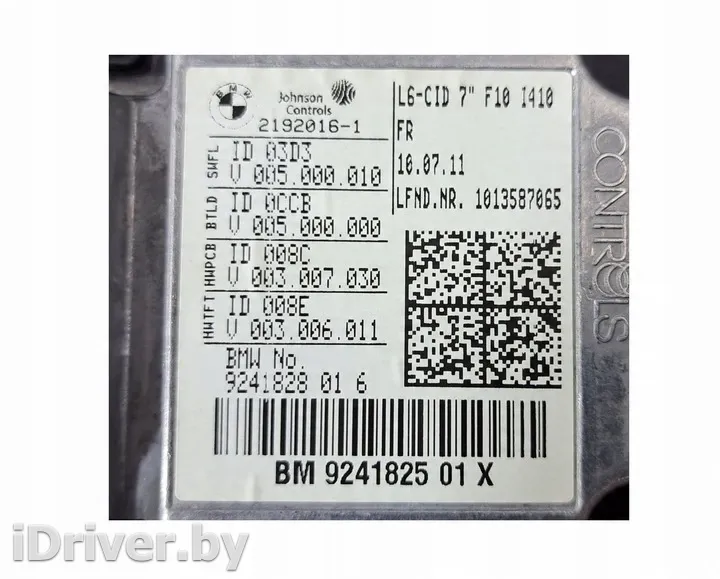 BMW
Johnson
Controls
2192016-1
L6-CID 7" F10 I410
FR
10.07.11
LFND.NR. 1013587065
SWFL
ID 03D3
V 005.000.010
BTLD
ID 0CCB
V 005.000.000
HWPCB
ID 008C
V 003.007.030
HWTFT
ID 008E
V 003.006.011
BMW No.
9241828 01 6
BM 9241825 01 X
CONTROLS
iDriver.by